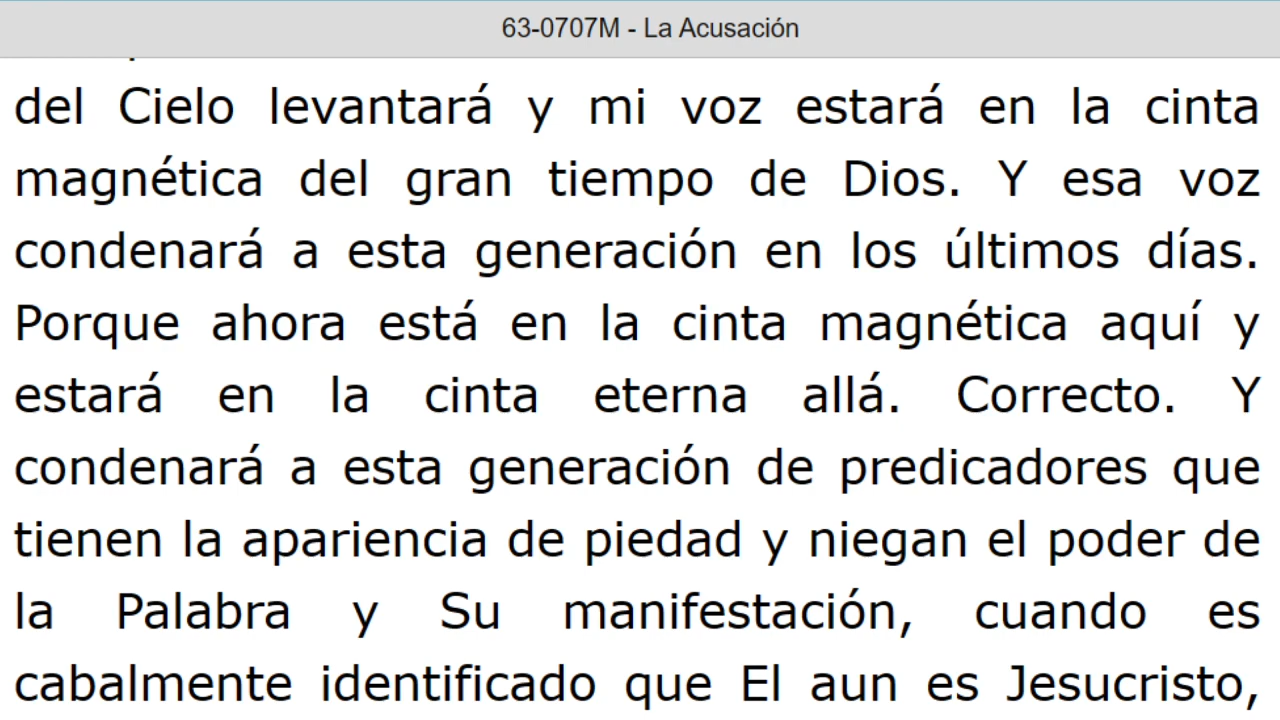 63-0707M - La Acusación
del Cielo levantará y mi voz estará en la cinta
magnética del gran tiempo de Dios. Y esa voz
condenará a esta generación en los últimos días.
Porque ahora está en la cinta magnética aquí y
estará en la cinta eterna allá. Correcto. Y
condenará a esta generación de predicadores que
tienen la apariencia de piedad y niegan el poder de
la Palabra y Su manifestación, cuando es
cabalmente identificado que El aun es Jesucristo,